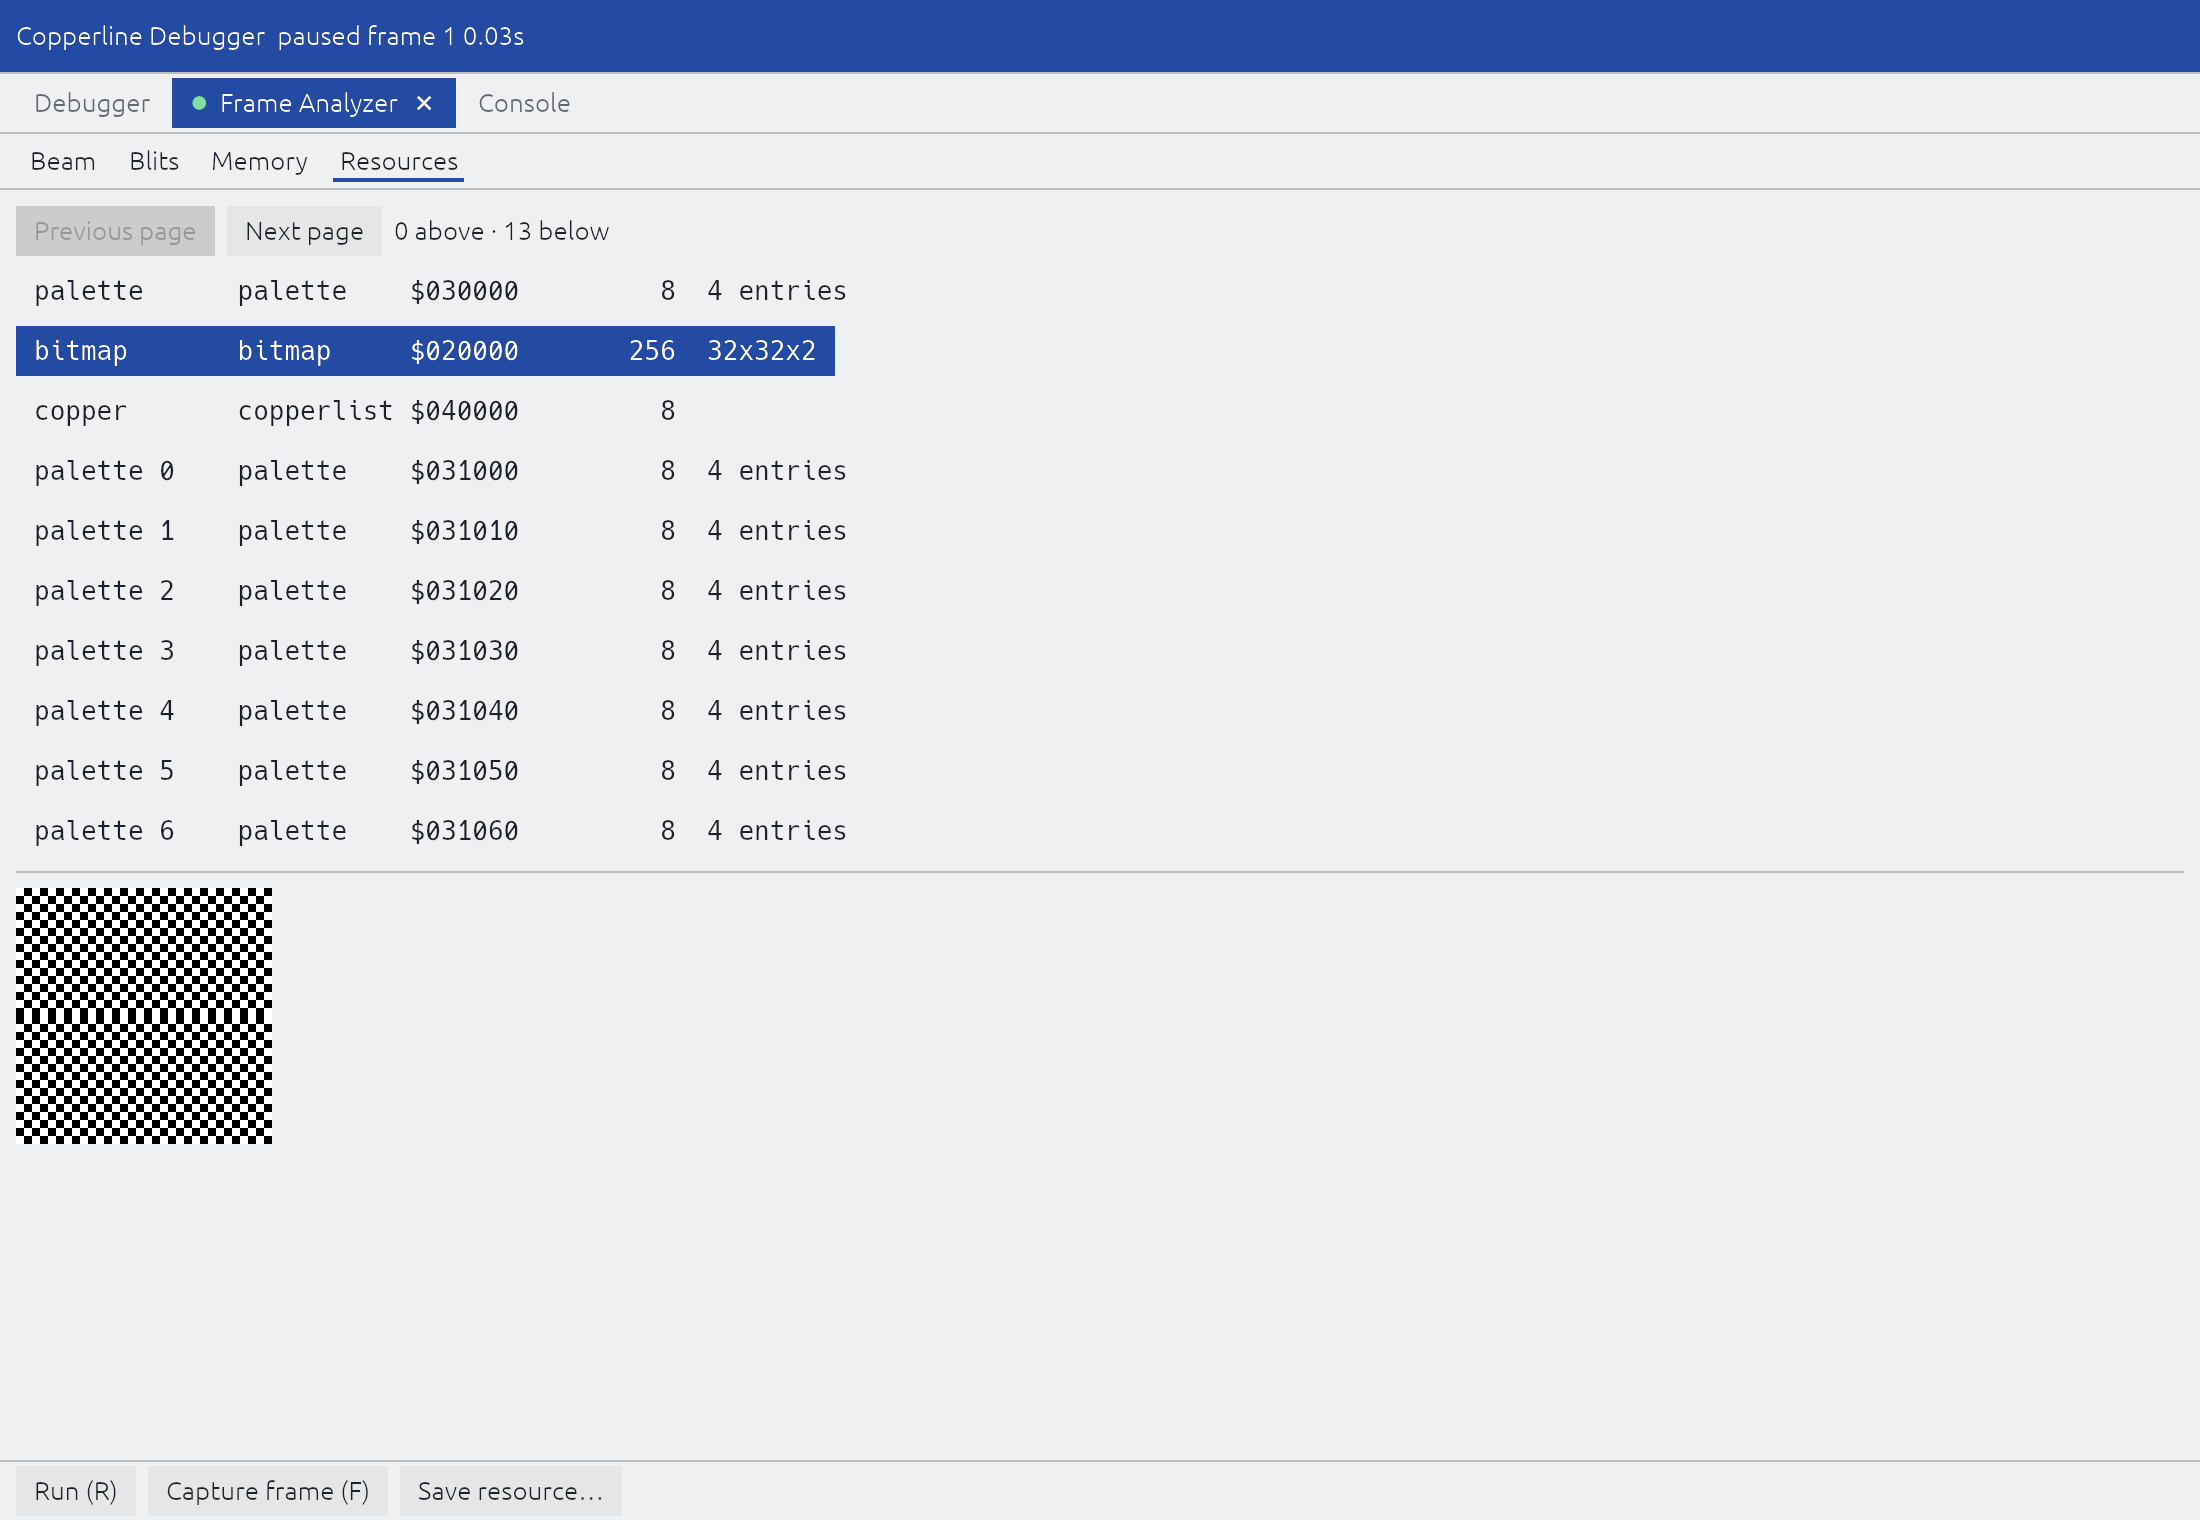 Copperline Debugger paused frame 1 0.03s
Debugger Frame Analyzer ✕ Console
Beam Blits Memory Resources
Previous page Next page 0 above · 13 below
palette palette $030000 8 4 entries
bitmap bitmap $020000 256 32x32x2
copper copperlist $040000 8
palette 0 palette $031000 8 4 entries
palette 1 palette $031010 8 4 entries
palette 2 palette $031020 8 4 entries
palette 3 palette $031030 8 4 entries
palette 4 palette $031040 8 4 entries
palette 5 palette $031050 8 4 entries
palette 6 palette $031060 8 4 entries
Run (R) Capture frame (F) Save resource...